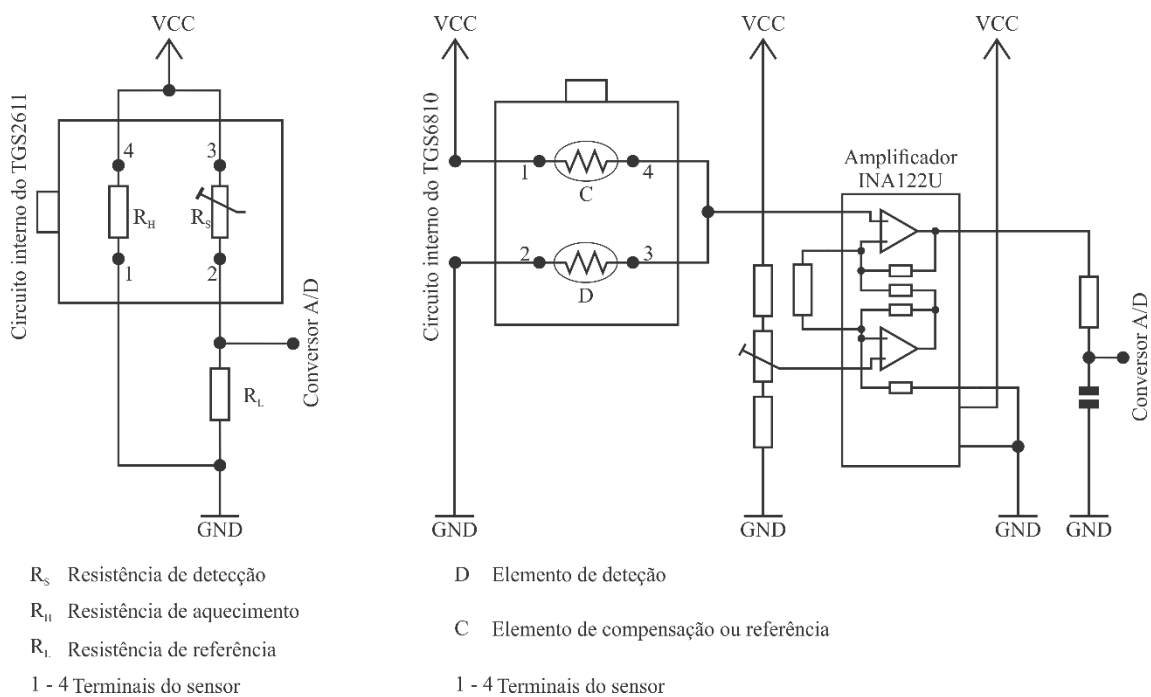 VCC
Circuito interno do TGS2611
4
3
R_H
R_S
1
2
Conversor A/D
R_L
GND
VCC
VCC
VCC
Circuito interno do TGS6810
1
4
C
2
3
D
Amplificador
INA122U
Conversor A/D
GND
GND
GND
GND
R_S Resistência de detecção
R_H Resistência de aquecimento
R_L Resistência de referência
1 - 4 Terminais do sensor
D Elemento de deteção
C Elemento de compensação ou referência
1 - 4 Terminais do sensor